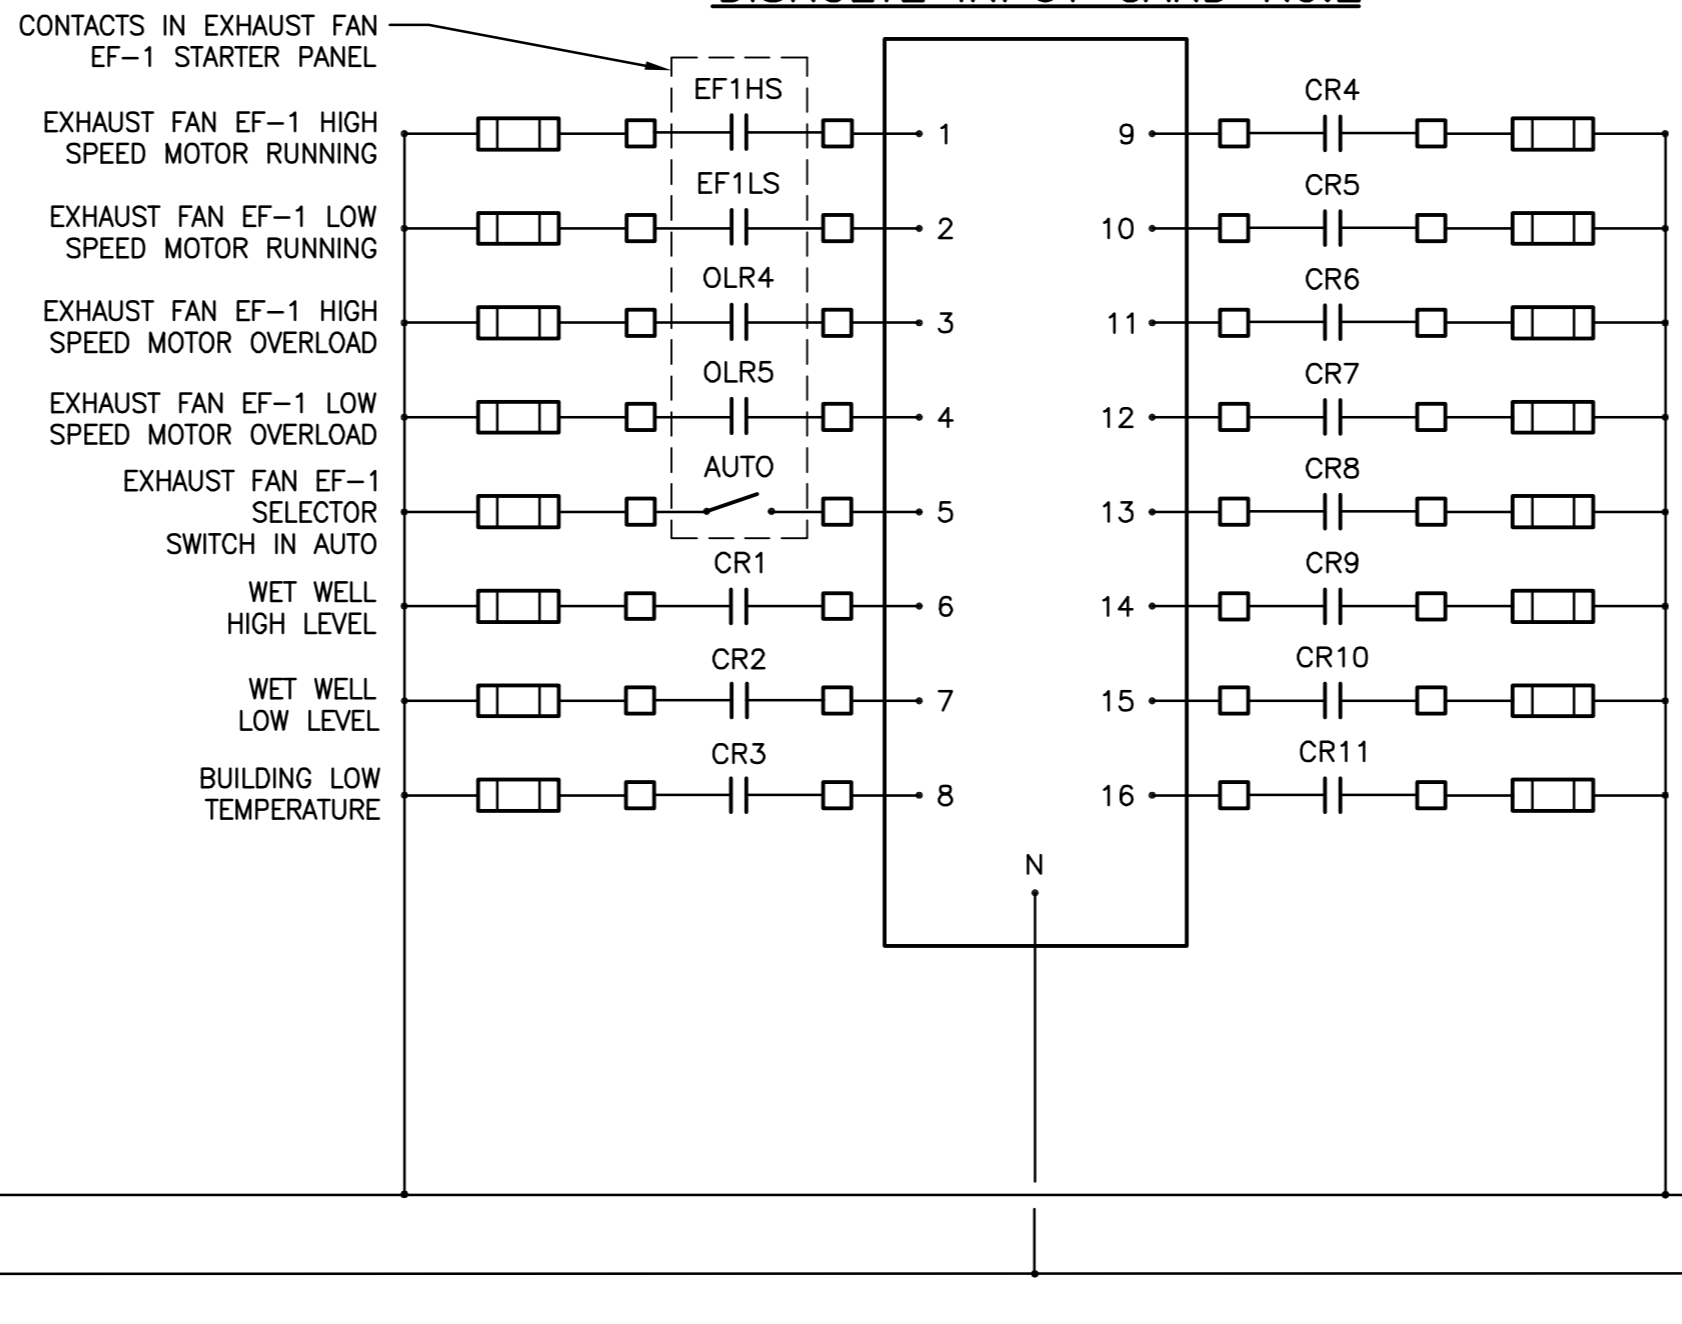 CONTACTS IN EXHAUST FAN
EF-1 STARTER PANEL
EXHAUST FAN EF-1 HIGH
SPEED MOTOR RUNNING
EXHAUST FAN EF-1 LOW
SPEED MOTOR RUNNING
EXHAUST FAN EF-1 HIGH
SPEED MOTOR OVERLOAD
EXHAUST FAN EF-1 LOW
SPEED MOTOR OVERLOAD
EXHAUST FAN EF-1
SELECTOR
SWITCH IN AUTO
WET WELL
HIGH LEVEL
WET WELL
LOW LEVEL
BUILDING LOW
TEMPERATURE
EF1HS
EF1LS
OLR4
OLR5
AUTO
CR1
CR2
CR3
1
2
3
4
5
6
7
8
9
10
11
12
13
14
15
16
N
CR4
CR5
CR6
CR7
CR8
CR9
CR10
CR11